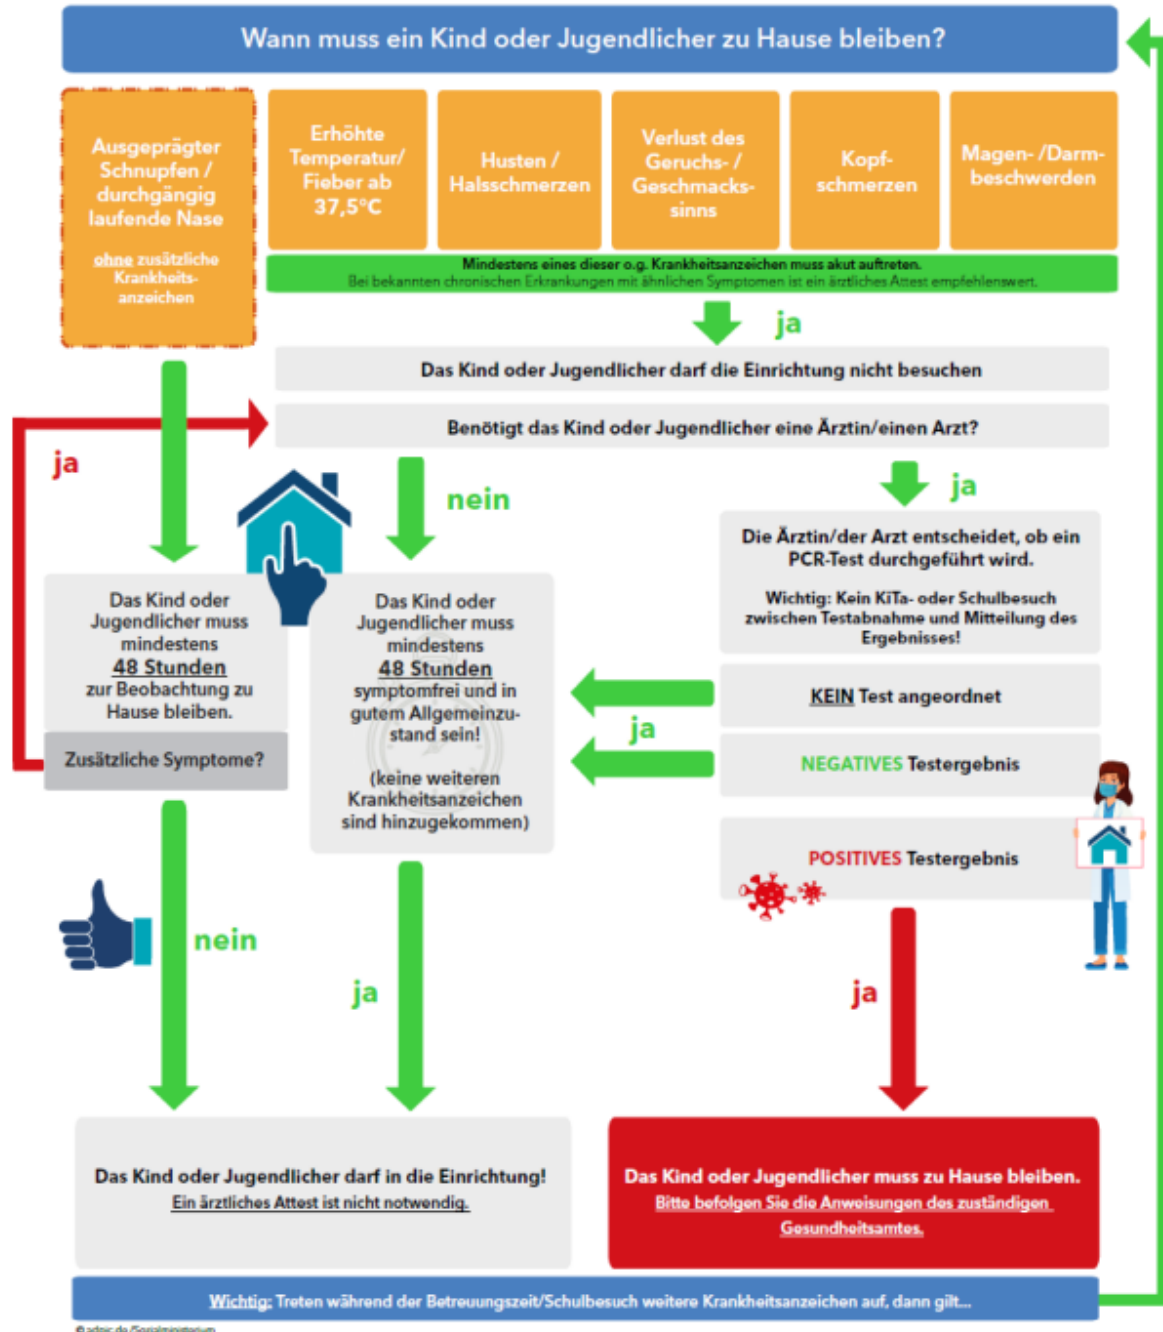 Wann muss ein Kind oder Jugendlicher zu Hause bleiben?
Ausgeprägter
Schnupfen /
durchgängig
laufende Nase
ohne zusätzliche
Krankheits-
anzeichen
Erhöhte
Temperatur/
Fieber ab
37,5°C
Husten /
Halsschmerzen
Verlust des
Geruchs- /
Geschmacks-
sinns
Kopf-
schmerzen
Magen- /Darm-
beschwerden
Mindestens eines dieser o.g. Krankheitsanzeichen muss akut auftreten.
Bei bekannten chronischen Erkrankungen mit ähnlichen Symptomen ist ein ärztliches Attest empfehlenswert.
ja
Das Kind oder Jugendlicher darf die Einrichtung nicht besuchen
Benötigt das Kind oder Jugendlicher eine Ärztin/einen Arzt?
ja
nein
ja
Die Ärztin/der Arzt entscheidet, ob ein
PCR-Test durchgeführt wird.
Wichtig: Kein KiTa- oder Schulbesuch
zwischen Testabnahme und Mitteilung des
Ergebnisses!
Das Kind oder
Jugendlicher muss
mindestens
48 Stunden
zur Beobachtung zu
Hause bleiben.
Zusätzliche Symptome?
Das Kind oder
Jugendlicher muss
mindestens
48 Stunden
symptomfrei und in
gutem Allgemeinzu-
stand sein!
(keine weiteren
Krankheitsanzeichen
sind hinzugekommen)
KEIN Test angeordnet
ja
NEGATIVES Testergebnis
POSITIVES Testergebnis
nein
ja
ja
Das Kind oder Jugendlicher darf in die Einrichtung!
Ein ärztliches Attest ist nicht notwendig.
Das Kind oder Jugendlicher muss zu Hause bleiben.
Bitte befolgen Sie die Anweisungen des zuständigen
Gesundheitsamtes.
Wichtig: Treten während der Betreuungszeit/Schulbesuch weitere Krankheitsanzeichen auf, dann gilt...